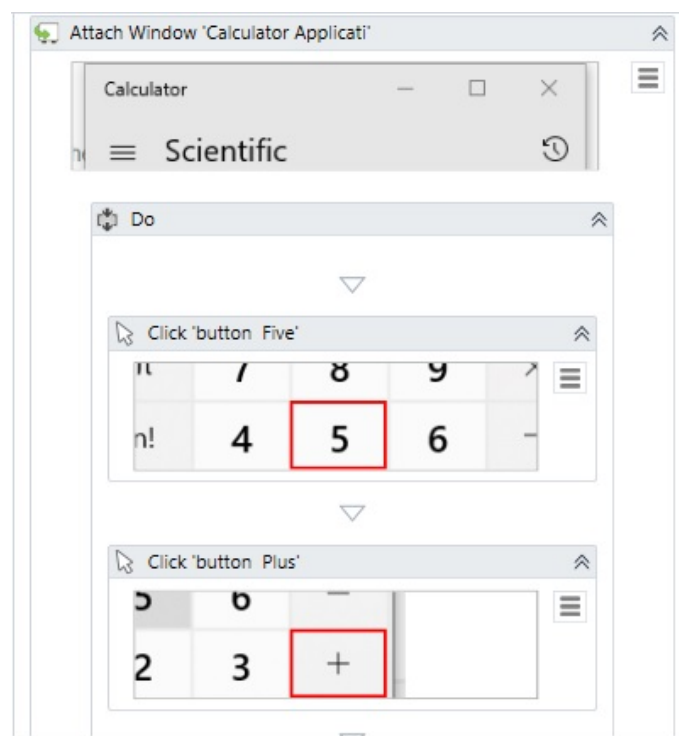 Attach Window 'Calculator Applicati'
Calculator
Scientific
Do
Click 'button Five'
7 8 9
n! 4 5 6 -
Click 'button Plus'
5 6 -
2 3 +